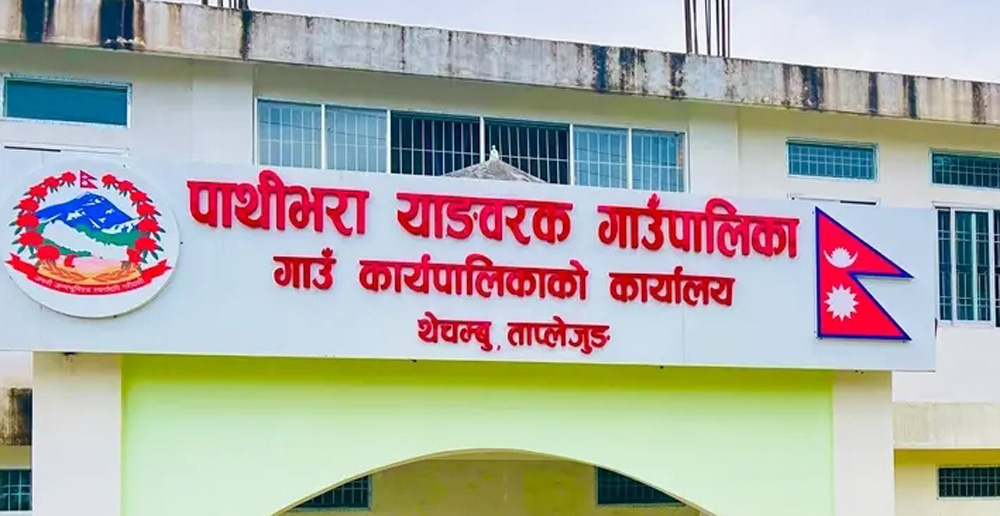 पाथीभरा याङवरक गाउँपालिका
गाउँ कार्यपालिकाको कार्यालय
थेचम्बु, ताप्लेजुङ